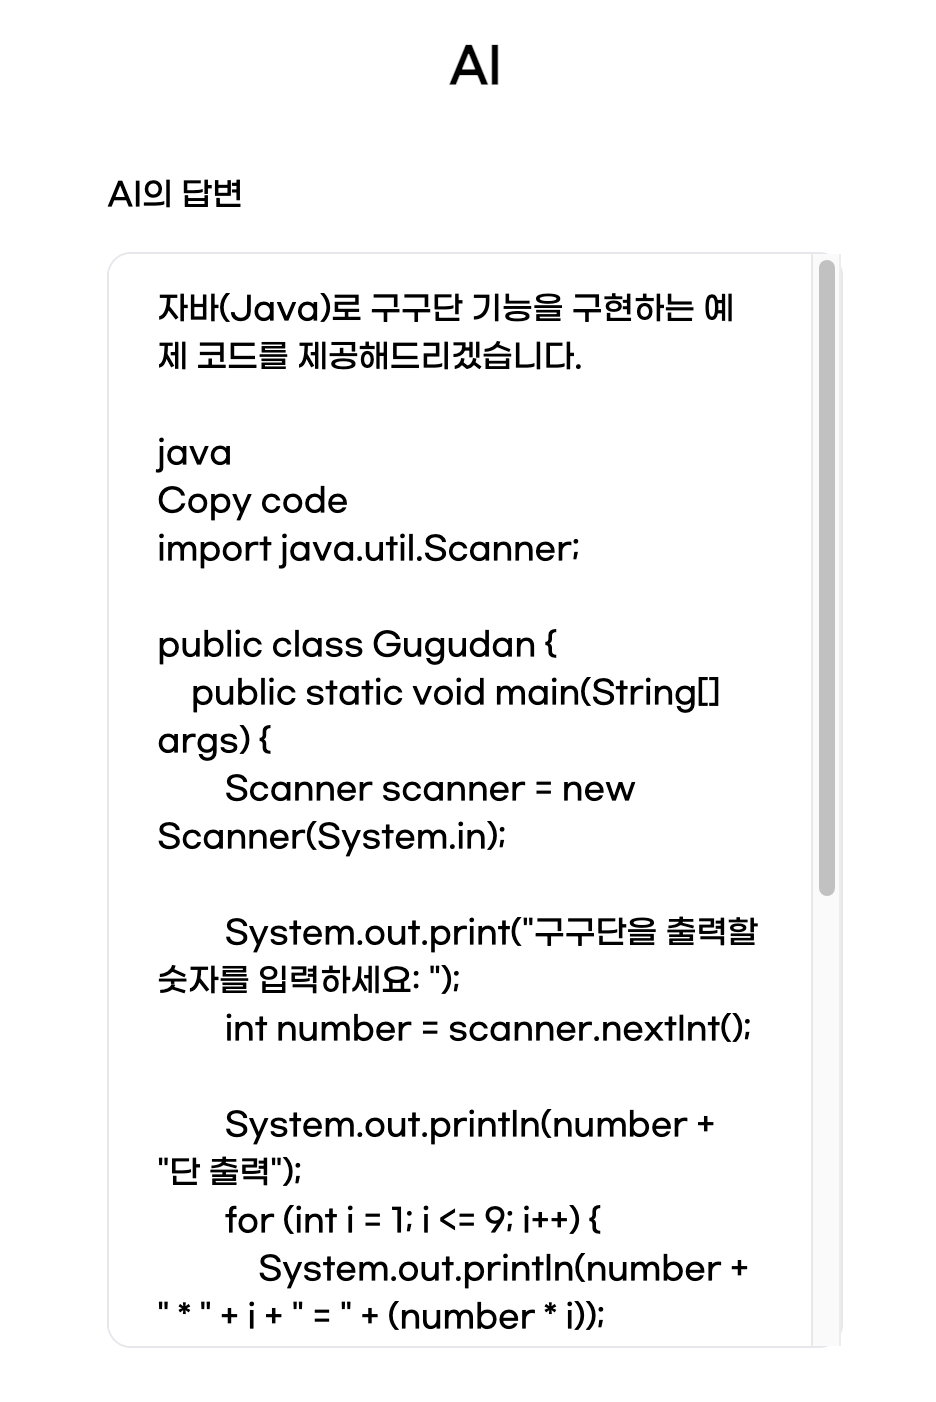 AI
AI의 답변
자바(Java)로 구구단 기능을 구현하는 예
제 코드를 제공해드리겠습니다.
java
Copy code
import java.util.Scanner;
public class Gugudan {
    public static void main(String[]
args) {
        Scanner scanner = new
Scanner(System.in);
        System.out.print("구구단을 출력할
숫자를 입력하세요: ");
        int number = scanner.nextInt();
        System.out.println(number +
"단 출력");
        for (int i = 1; i <= 9; i++) {
            System.out.println(number +
" * " + i + " = " + (number * i));